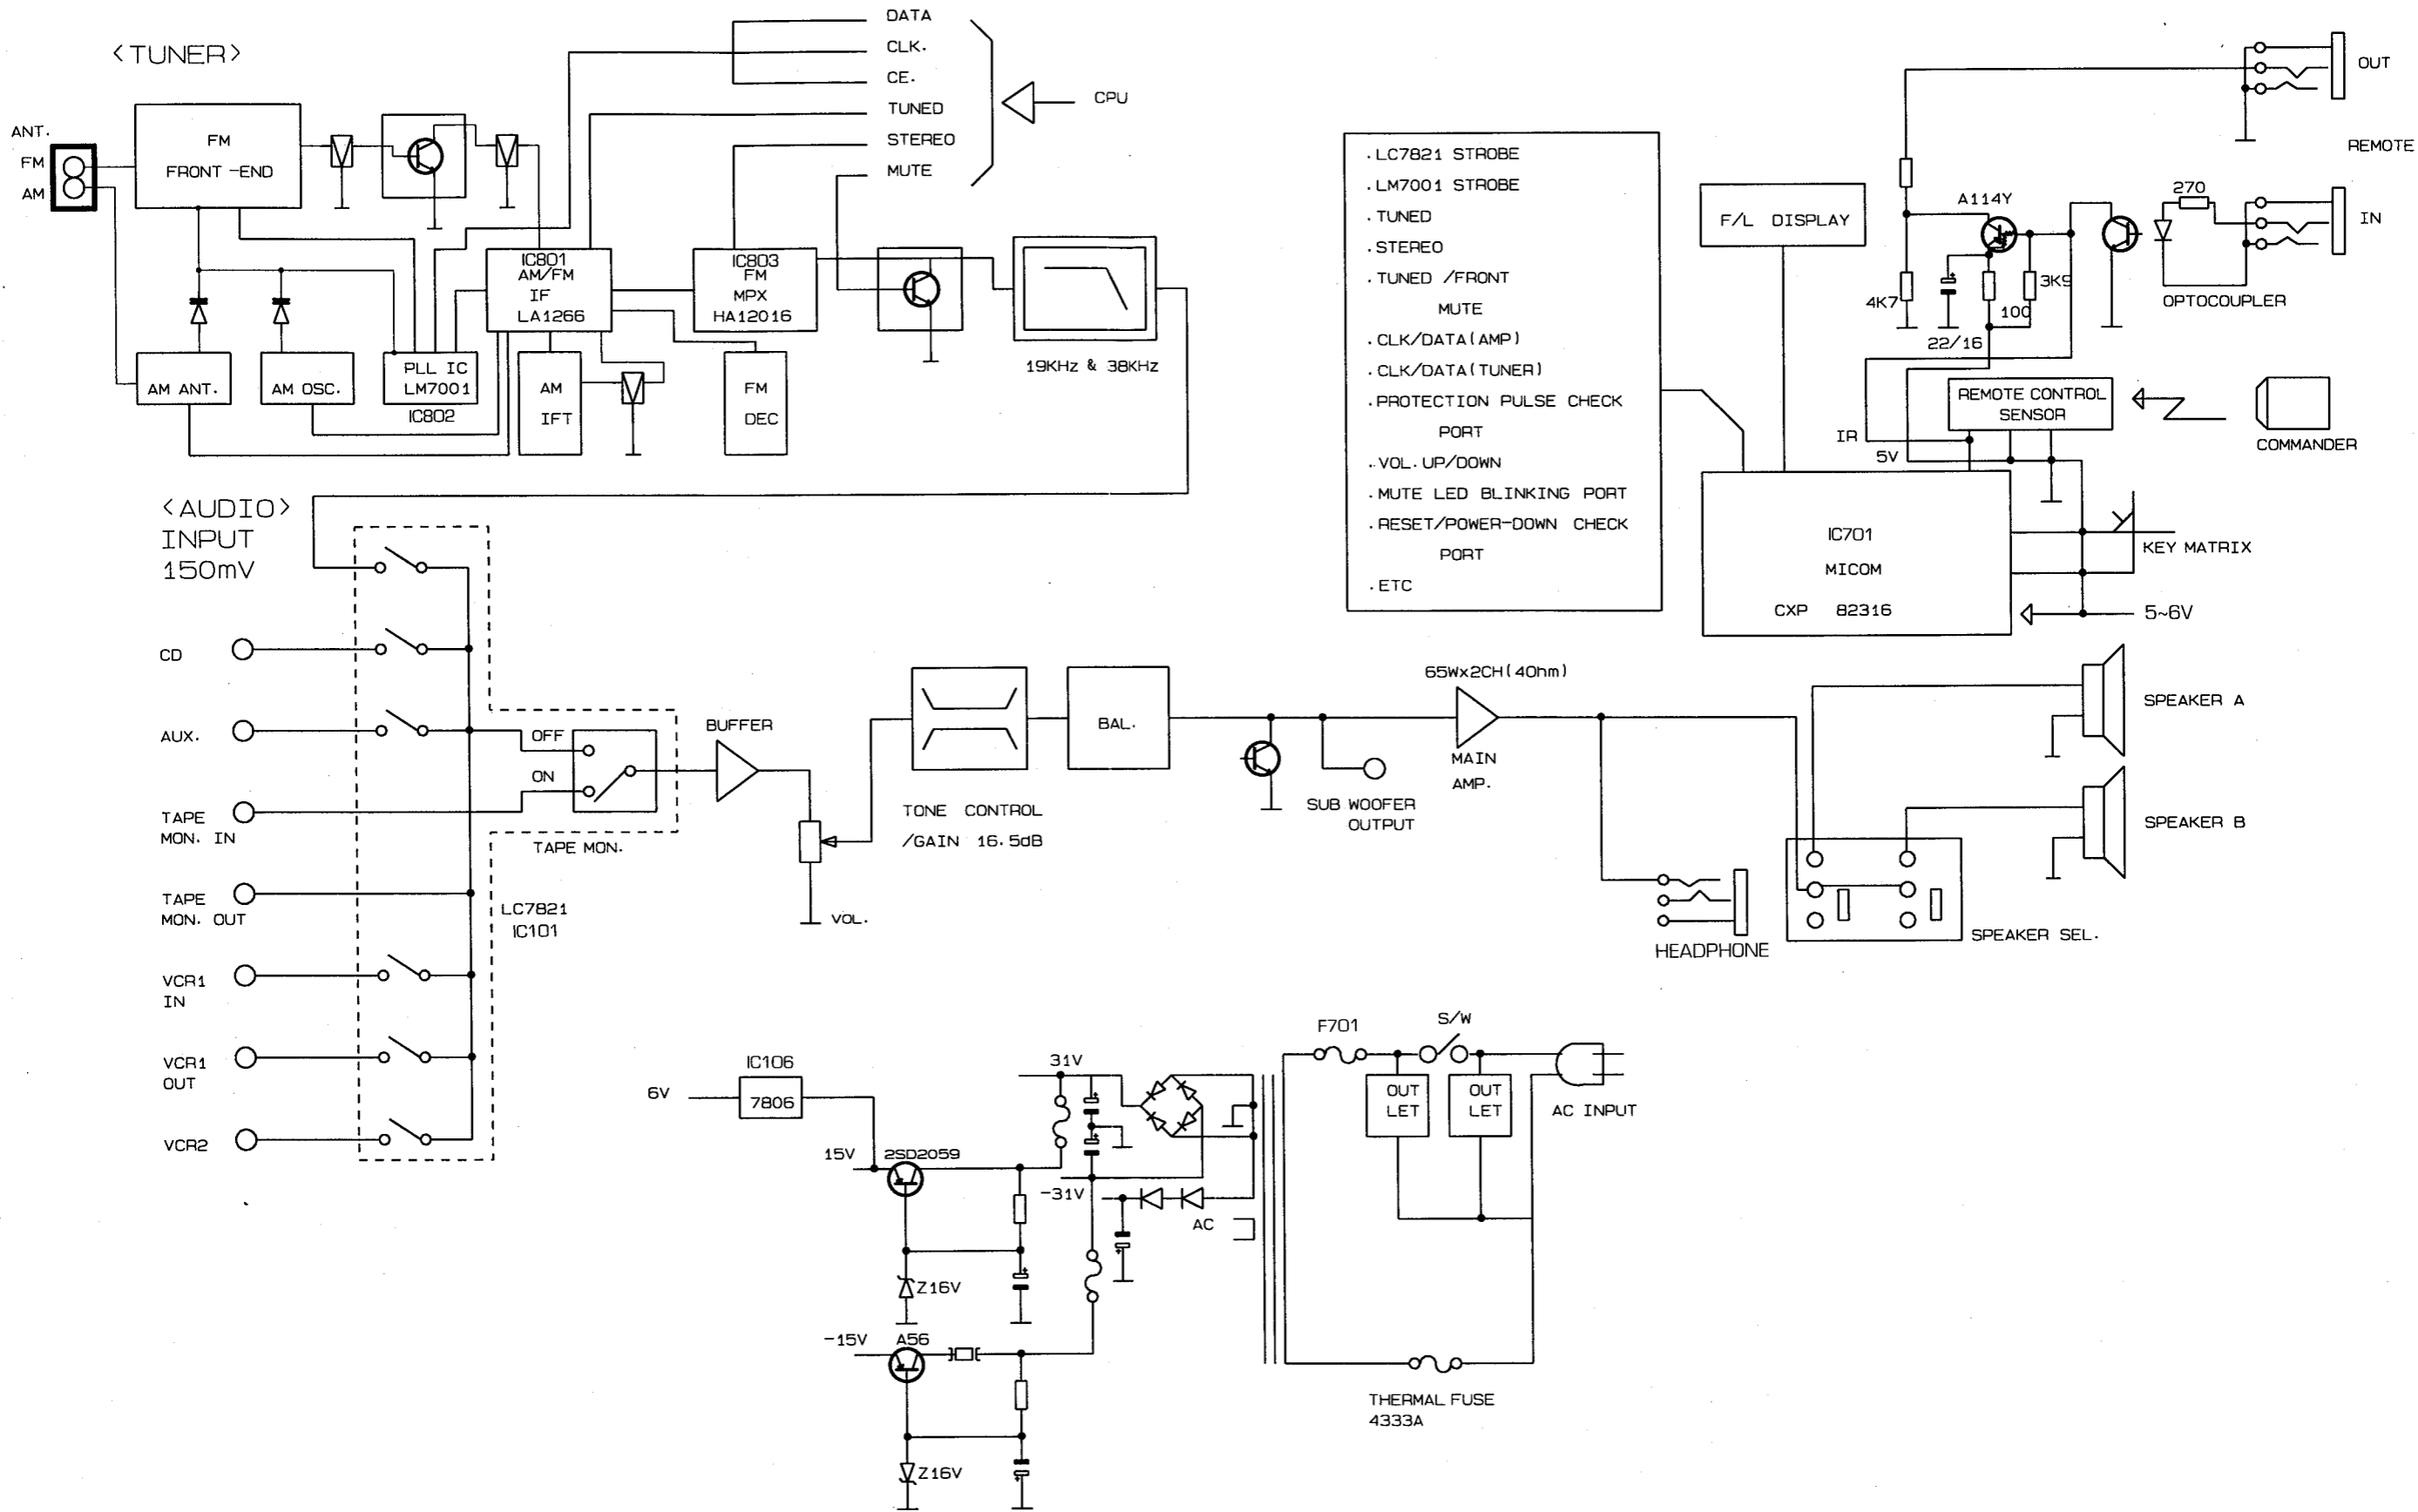 <TUNER>
ANT.
FM
AM
FM
FRONT-END
DATA
CLK.
CE.
TUNED
STEREO
MUTE
CPU
IC801
AM/FM
IF
LA1266
IC803
FM
MPX
HA12016
19KHz & 38KHz
AM ANT.
AM OSC.
PLL IC
LM7001
IC802
AM
IFT
FM
DEC
.LC7821 STROBE
.LM7001 STROBE
.TUNED
.STEREO
.TUNED /FRONT
MUTE
.CLK/DATA(AMP)
.CLK/DATA(TUNER)
.PROTECTION PULSE CHECK
PORT
.VOL.UP/DOWN
.MUTE LED BLINKING PORT
.RESET/POWER-DOWN CHECK
PORT
.ETC
F/L DISPLAY
OUT
REMOTE
IN
A114Y
270
4K7
22/16
100
3K9
OPTOCOUPLER
REMOTE CONTROL
SENSOR
COMMANDER
IR
5V
IC701
MICOM
CXP 82316
KEY MATRIX
5~6V
<AUDIO>
INPUT
150mV
CD
AUX.
TAPE
MON. IN
TAPE
MON. OUT
VCR1
IN
VCR1
OUT
VCR2
OFF
ON
TAPE MON.
LC7821
IC101
BUFFER
VOL.
TONE CONTROL
/GAIN 16.5dB
BAL.
SUB WOOFER
OUTPUT
65Wx2CH(4Ohm)
MAIN
AMP.
HEADPHONE
SPEAKER A
SPEAKER B
SPEAKER SEL.
6V
IC106
7806
15V
2SD2059
31V
-31V
AC
Z16V
-15V
A56
Z16V
F701
S/W
OUT
LET
OUT
LET
AC INPUT
THERMAL FUSE
4333A